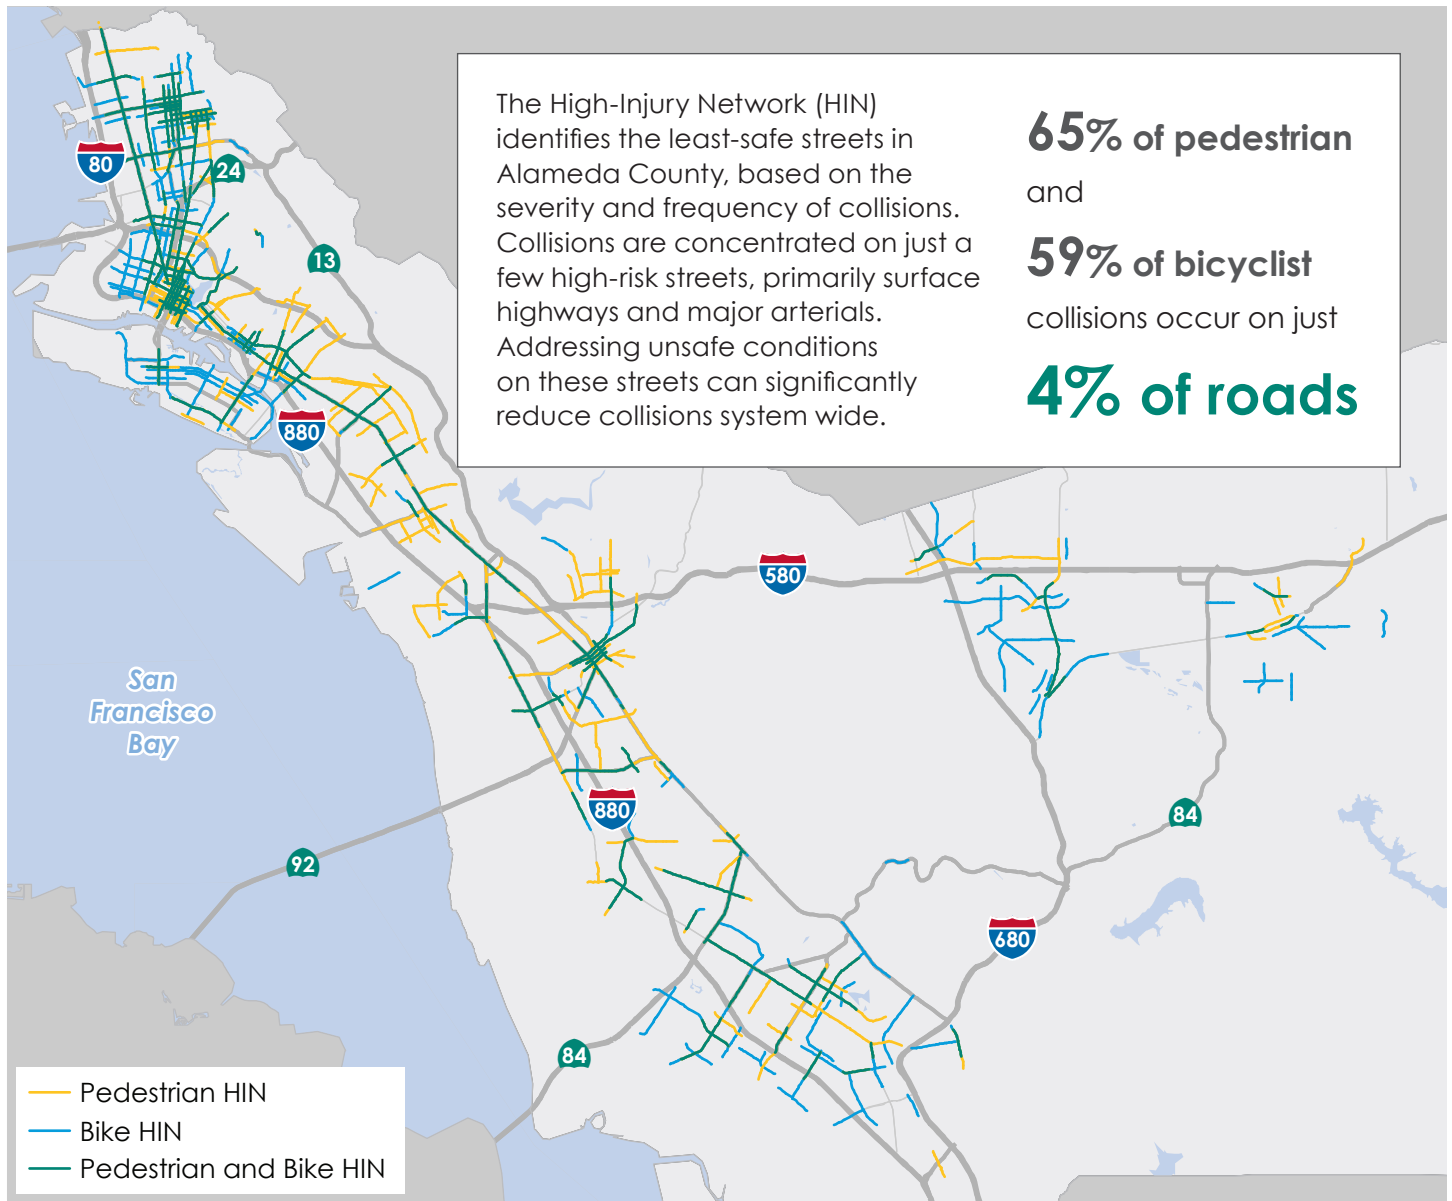 The High-Injury Network (HIN)
identifies the least-safe streets in
Alameda County, based on the
severity and frequency of collisions.
Collisions are concentrated on just a
few high-risk streets, primarily surface
highways and major arterials.
Addressing unsafe conditions
on these streets can significantly
reduce collisions system wide.
65% of pedestrian
and
59% of bicyclist
collisions occur on just
4% of roads
80
24
13
880
580
San
Francisco
Bay
880
84
92
680
84
Pedestrian HIN
Bike HIN
Pedestrian and Bike HIN